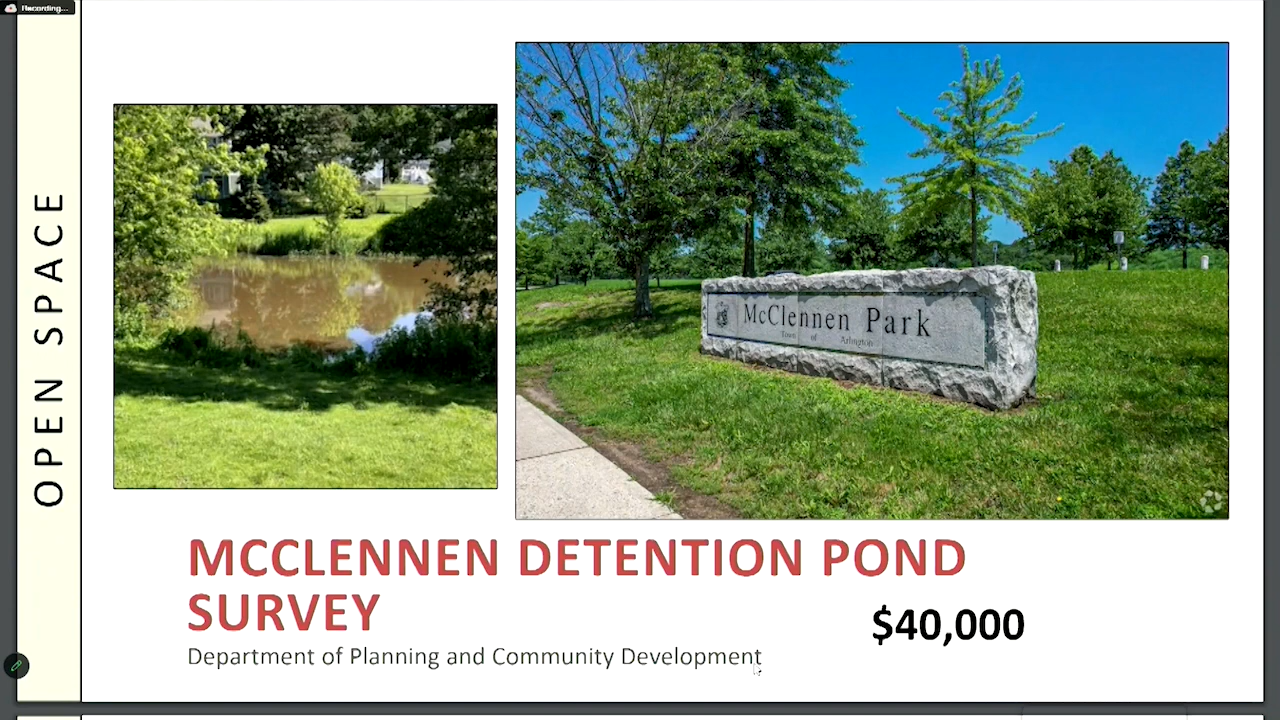 Recording...
OPEN SPACE
McClennen Park
Town of Arlington
MCCLENNEN DETENTION POND
SURVEY
$40,000
Department of Planning and Community Development